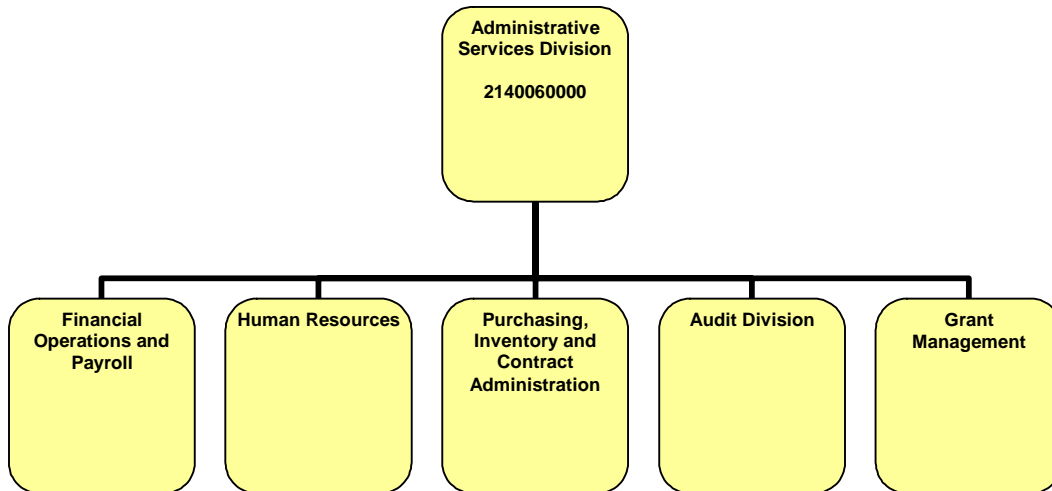 Administrative
Services Division
2140060000
Financial
Operations and
Payroll
Human Resources
Purchasing,
Inventory and
Contract
Administration
Audit Division
Grant
Management